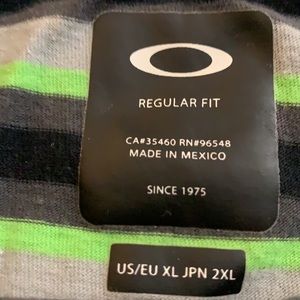 REGULAR FIT
CA#35460 RN#96548
MADE IN MEXICO
SINCE 1975
US/EU XL JPN 2XL